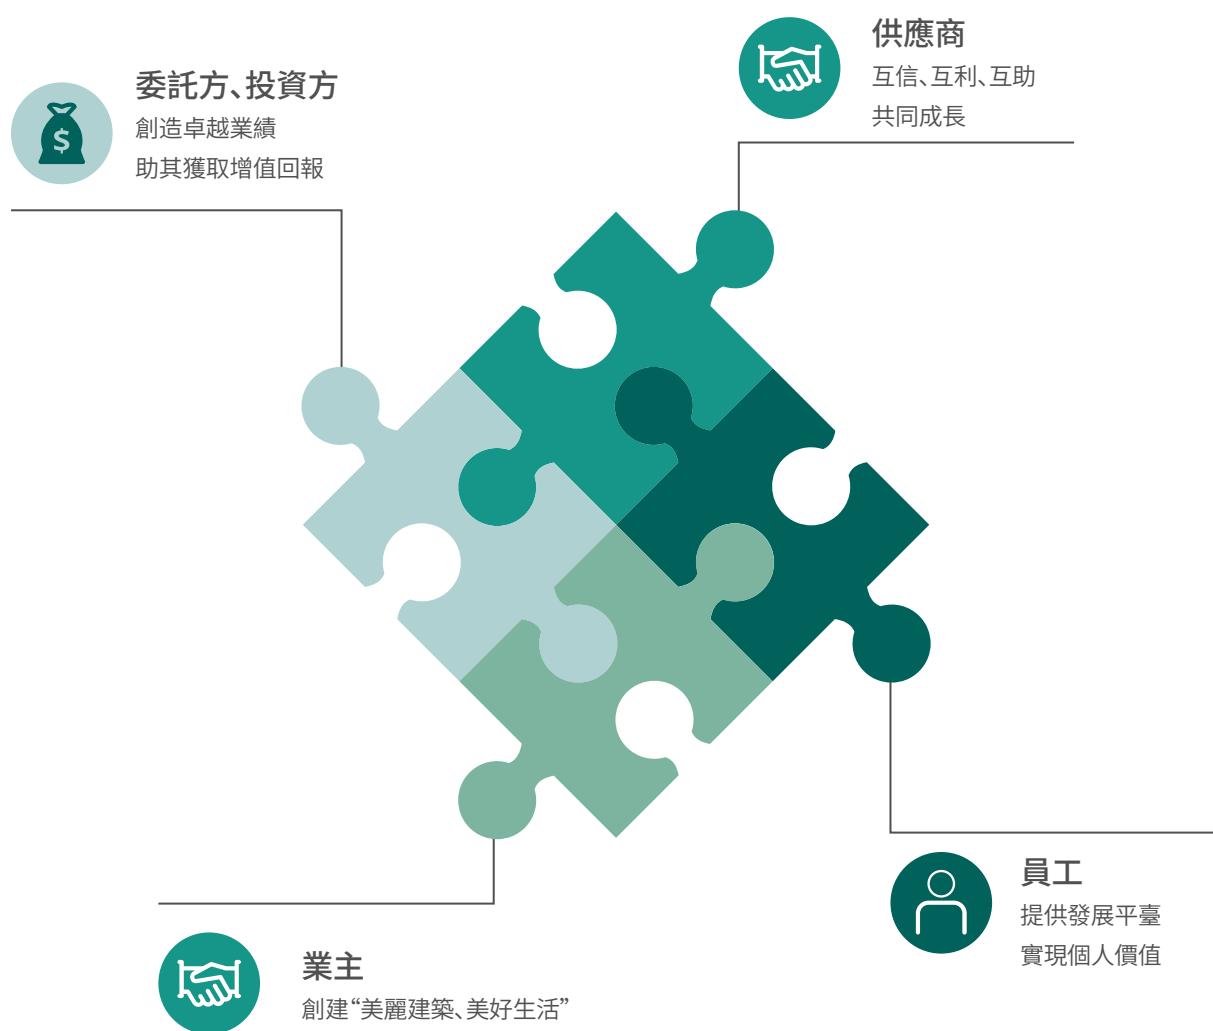 委託方、投資方
創造卓越業績
助其獲取增值回報
$
供應商
互信、互利、互助
共同成長
員工
提供發展平臺
實現個人價值
業主
創建“美麗建築、美好生活”